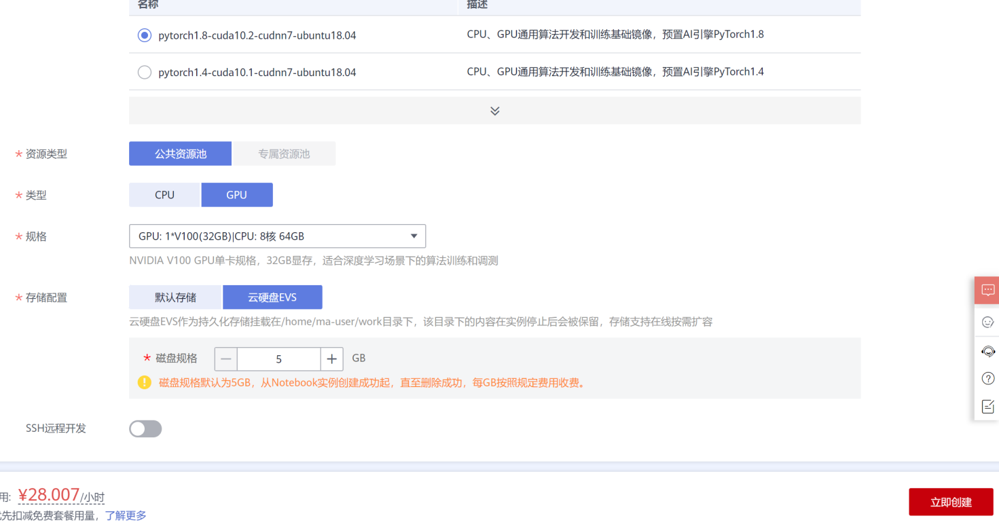 名称 描述
pytorch1.8-cuda10.2-cudnn7-ubuntu18.04 CPU、GPU通用算法开发和训练基础镜像，预置AI引擎PyTorch1.8
pytorch1.4-cuda10.1-cudnn7-ubuntu18.04 CPU、GPU通用算法开发和训练基础镜像，预置AI引擎PyTorch1.4
* 资源类型 公共资源池 专属资源池
* 类型 CPU GPU
* 规格 GPU: 1*V100(32GB)|CPU: 8核 64GB
NVIDIA V100 GPU单卡规格，32GB显存，适合深度学习场景下的算法训练和调测
* 存储配置 默认存储 云硬盘EVS
云硬盘EVS作为持久化存储挂载在/home/ma-user/work目录下，该目录下的内容在实例停止后会被保留，存储支持在线按需扩容
* 磁盘规格 — 5 + GB
磁盘规格默认为5GB，从Notebook实例创建成功起，直至删除成功，每GB按照规定费用收费。
SSH远程开发
用: ¥28.007/小时
先扣减免费套餐用量，了解更多
立即创建